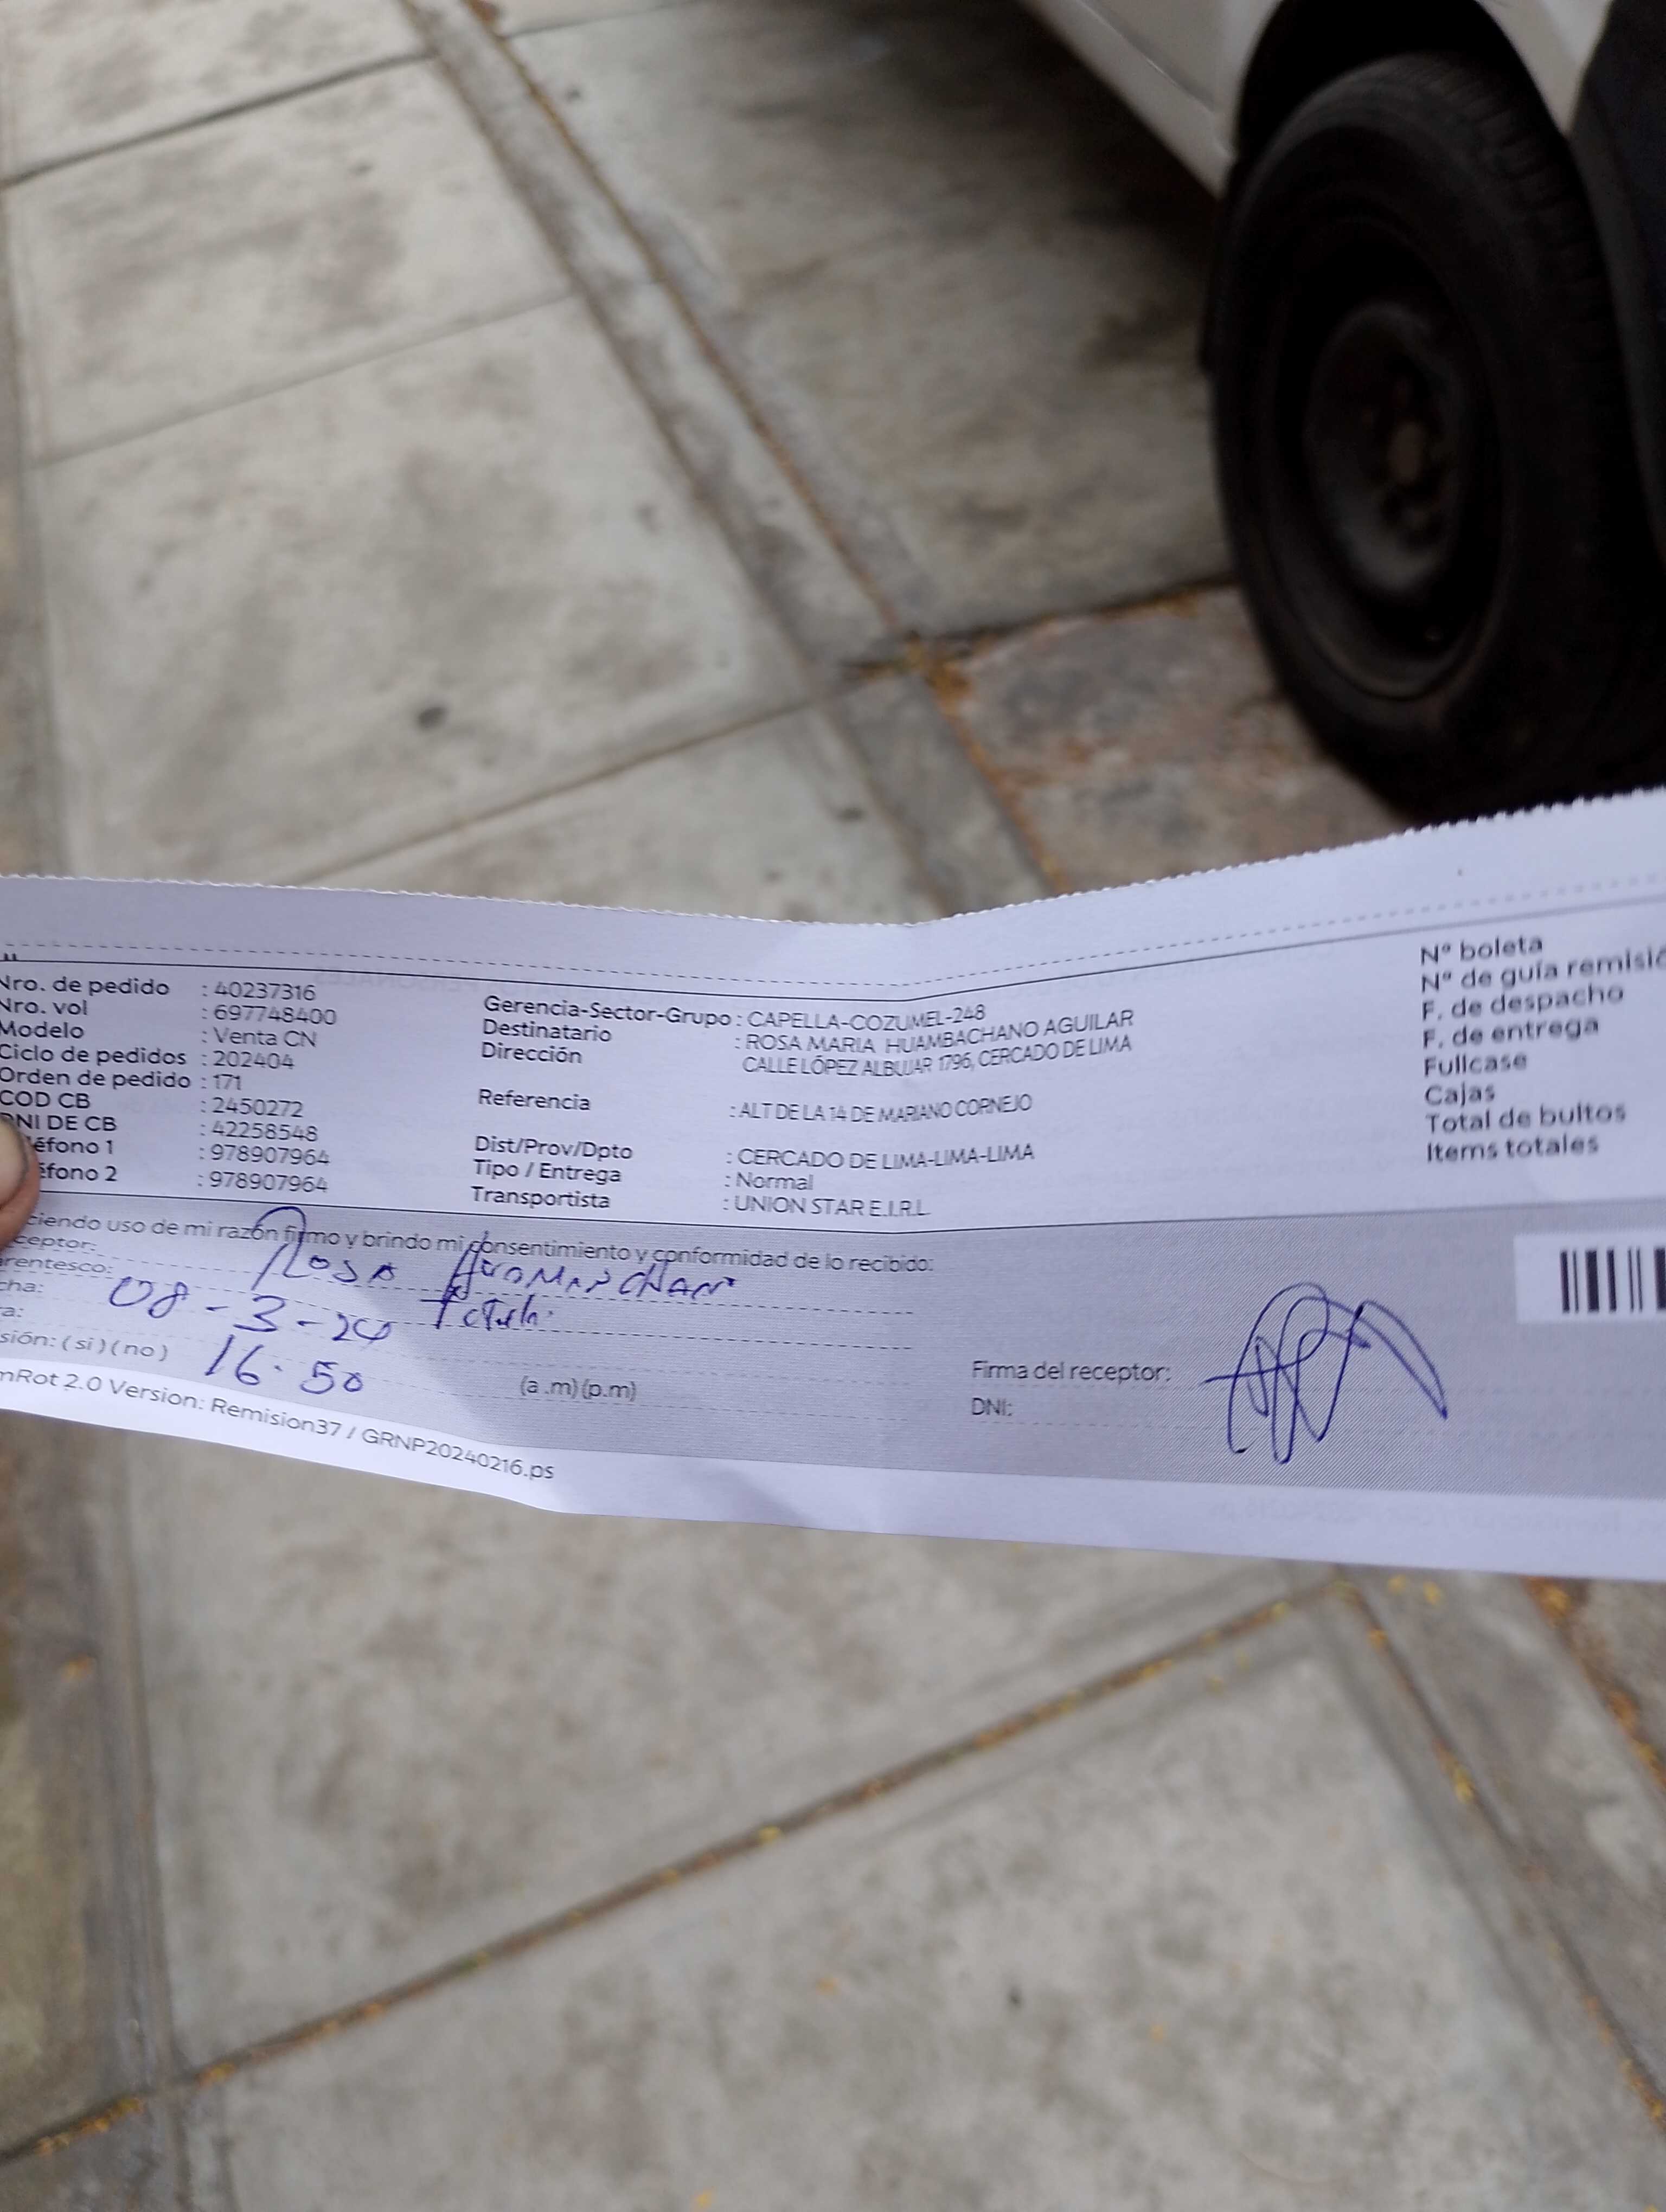 Nro. de pedido : 40237316
Nro. vol : 697748400
Modelo : Venta CN
Ciclo de pedidos : 202404
Orden de pedido : 171
COD CB : 2450272
DNI DE CB : 42258548
éfono 1 : 978907964
éfono 2 : 978907964
Gerencia-Sector-Grupo : CAPELLA-COZUMEL-248
Destinatario : ROSA MARIA HUAMBACHANO AGUILAR
Dirección CALLE LÓPEZ ALBUJAR 1796, CERCADO DE LIMA
Referencia : ALT DE LA 14 DE MARIANO CORNEJO
Dist/Prov/Dpto : CERCADO DE LIMA-LIMA-LIMA
Tipo / Entrega : Normal
Transportista : UNION STAR E.I.R.L.
Nº boleta
Nº de guía remisió
F. de despacho
F. de entrega
Fullcase
Cajas
Total de bultos
Items totales
ciendo uso de mi razón firmo y brindo mi consentimiento y conformidad de lo recibido:
ceptor: Rosa
rentesco:
cha: 08-3-24
a: 16.50 (a.m)(p.m)
sión: (si)(no)
Firma del receptor:
DNI:
mRot 2.0 Version: Remision37 / GRNP20240216.ps